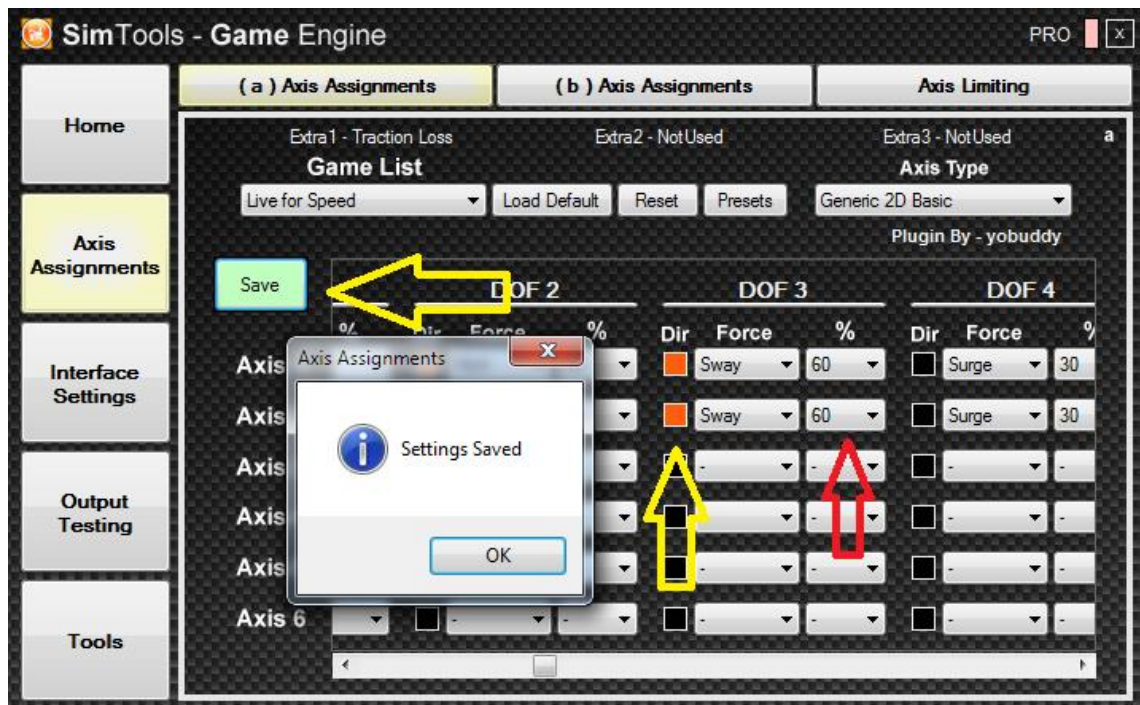 SimTools - Game Engine PRO x
( a ) Axis Assignments ( b ) Axis Assignments Axis Limiting
Home
Axis Assignments
Interface Settings
Output Testing
Tools
Extra1 - Traction Loss Extra2 - NotUsed Extra3 - NotUsed a
Game List Axis Type
Live for Speed Load Default Reset Presets Generic 2D Basic
Plugin By - yobuddy
Save DOF 2 DOF 3 DOF 4
% Dir Force % Dir Force % Dir Force %
Axis Sway 60 Surge 30
Axis Sway 60 Surge 30
Axis - - - -
Axis - - - -
Axis - - - -
Axis 6 - - - - - -
Axis Assignments x
Settings Saved
OK